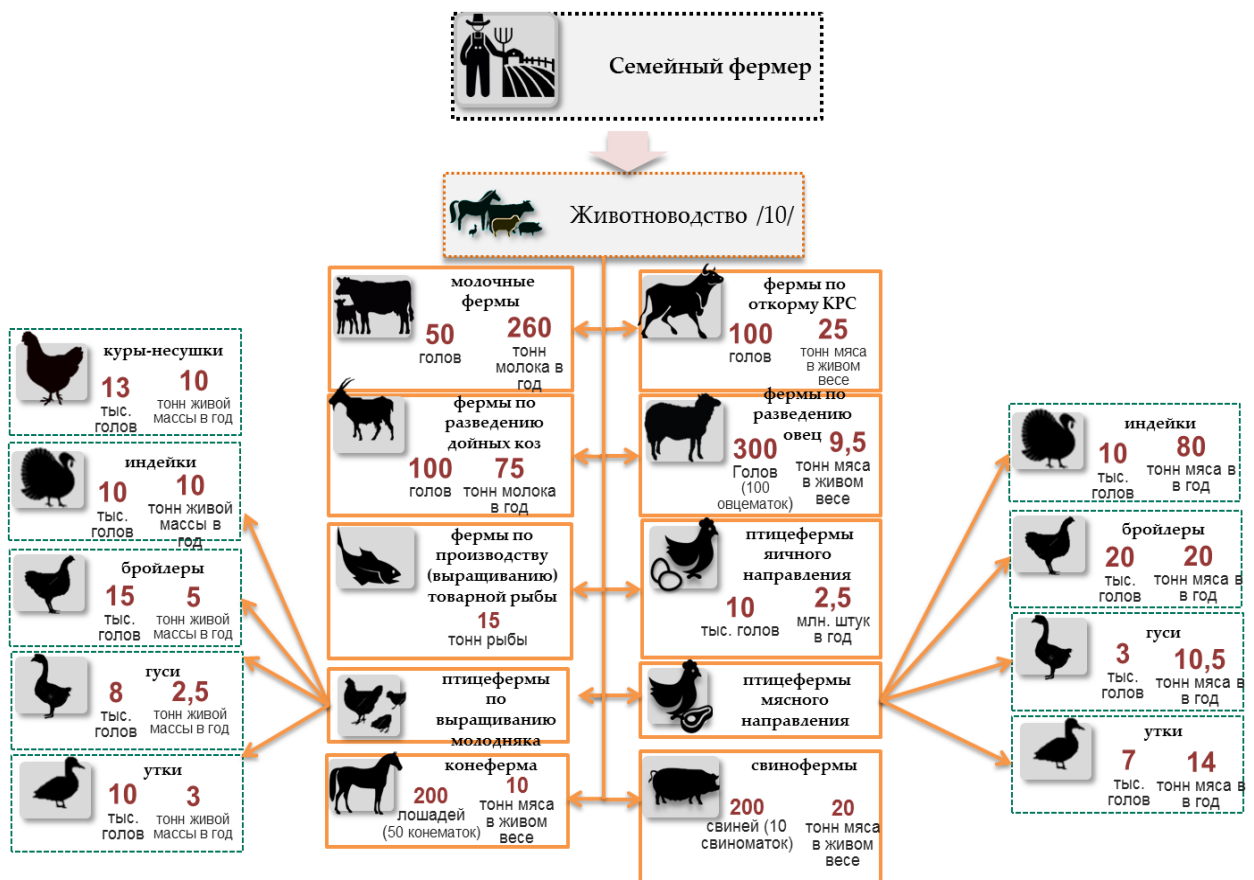 Семейный фермер
Животноводство /10/
молочные
фермы
50
голов
260
тонн
молока в
год
фермы по
откорму КРС
100
голов
25
тонн мяса
в живом
весе
фермы по
разведению
дойных коз
100
голов
75
тонн молока
в год
фермы по
разведению
овец
300
Голов
(100
овцематок)
9,5
тонн мяса
в живом
весе
фермы по
производству
(выращиванию)
товарной рыбы
15
тонн рыбы
птицефермы
яичного
направления
10
тыс. голов
2,5
млн. штук
в год
птицефермы
по
выращиванию
молодняка
птицефермы
мясного
направления
конеферма
200
лошадей
(50 конематок)
10
тонн мяса
в живом
весе
свинофермы
200
свиней (10
свиноматок)
20
тонн мяса
в живом
весе
куры-несушки
13
тыс.
голов
10
тонн живой
массы в год
индейки
10
тыс.
голов
10
тонн живой
массы в
год
бройлеры
15
тыс.
голов
5
тонн живой
массы в год
гуси
8
тыс.
голов
2,5
тонн живой
массы в год
утки
10
тыс.
голов
3
тонн живой
массы в год
индейки
10
тыс.
голов
80
тонн мяса в
год
бройлеры
20
тыс.
голов
20
тонн мяса
в год
гуси
3
тыс.
голов
10,5
тонн мяса в
в год
утки
7
тыс.
голов
14
тонн мяса в
в год